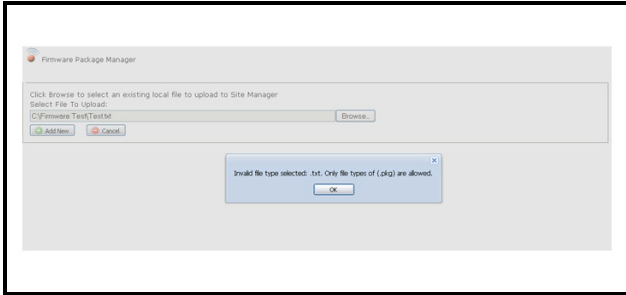 Firmware Package Manager
Click Browse to select an existing local file to upload to Site Manager
Select File To Upload:
C:\Firmware Test\Test.txt
Browse...
Add New
Cancel
Invalid file type selected: .txt. Only file types of (.pkg) are allowed.
OK